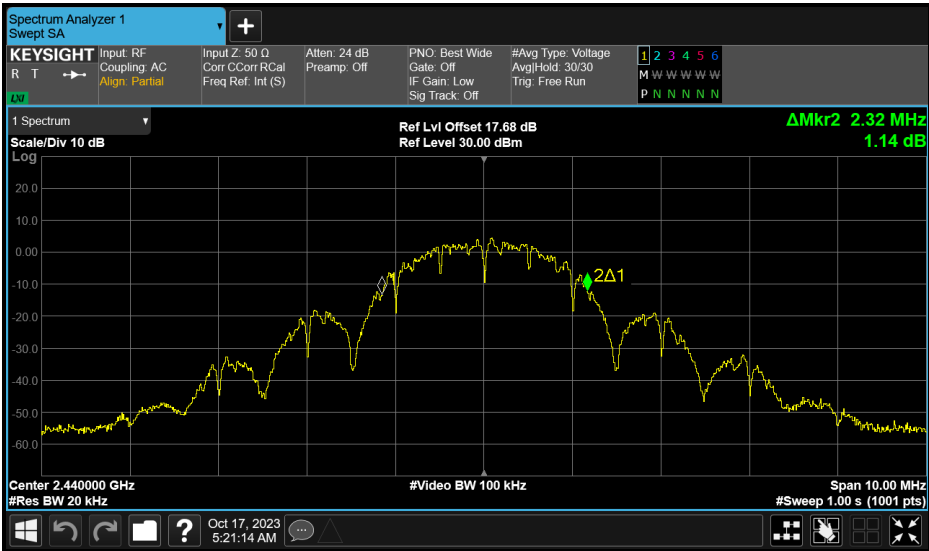 Spectrum Analyzer 1
Swept SA
+
KEYSIGHT
R T
LXI
Input: RF
Coupling: AC
Align: Partial
Input Z: 50 Ω
Corr CCorr RCal
Freq Ref: Int (S)
Atten: 24 dB
Preamp: Off
PNO: Best Wide
Gate: Off
IF Gain: Low
Sig Track: Off
#Avg Type: Voltage
Avg|Hold: 30/30
Trig: Free Run
1 2 3 4 5 6
M W W W W W
P N N N N N
1 Spectrum
Scale/Div 10 dB
Ref Lvl Offset 17.68 dB
Ref Level 30.00 dBm
ΔMkr2 2.32 MHz
1.14 dB
Log
20.0
10.0
0.00
-10.0
-20.0
-30.0
-40.0
-50.0
-60.0
2Δ1
Center 2.440000 GHz
#Res BW 20 kHz
#Video BW 100 kHz
Span 10.00 MHz
#Sweep 1.00 s (1001 pts)
?
Oct 17, 2023
5:21:14 AM